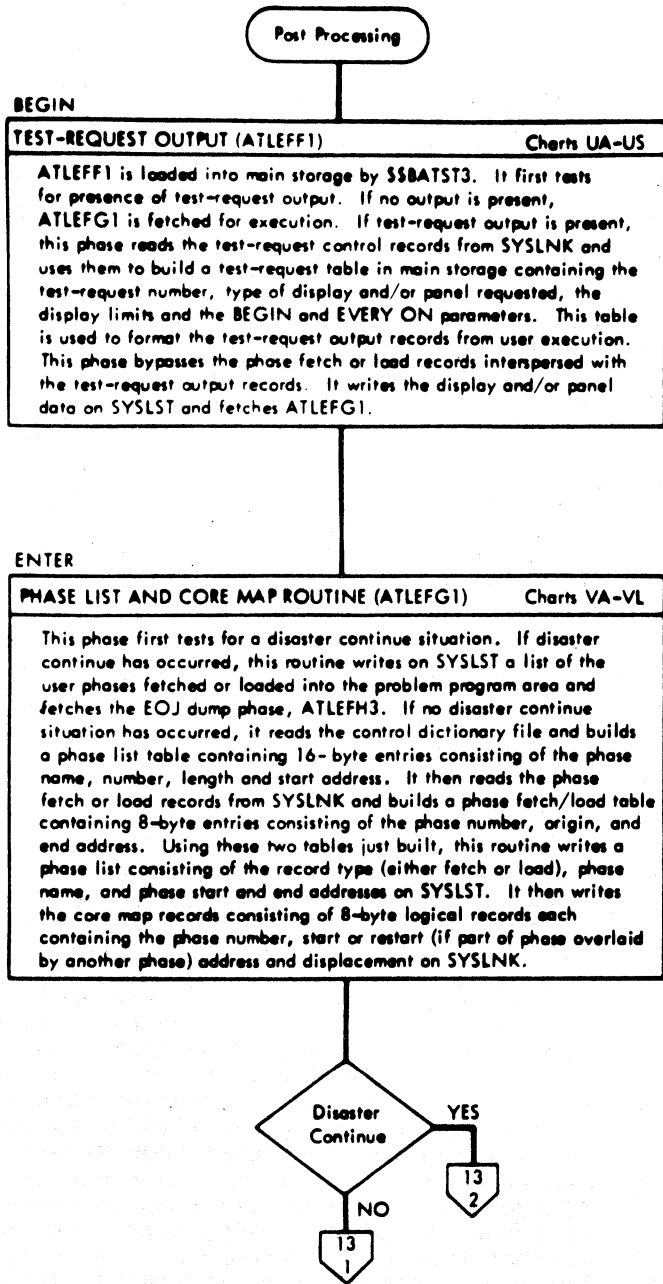 Post Processing
BEGIN
TEST-REQUEST OUTPUT (ATLEFF1) Charts UA-US
ATLEFF1 is loaded into main storage by $$BATST3. It first tests
for presence of test-request output. If no output is present,
ATLEFG1 is fetched for execution. If test-request output is present,
this phase reads the test-request control records from SYSLNK and
uses them to build a test-request table in main storage containing the
test-request number, type of display and/or panel requested, the
display limits and the BEGIN and EVERY ON parameters. This table
is used to format the test-request output records from user execution.
This phase bypasses the phase fetch or load records interspersed with
the test-request output records. It writes the display and/or panel
data on SYSLST and fetches ATLEFG1.
ENTER
PHASE LIST AND CORE MAP ROUTINE (ATLEFG1) Charts VA-VL
This phase first tests for a disaster continue situation. If disaster
continue has occurred, this routine writes on SYSLST a list of the
user phases fetched or loaded into the problem program area and
fetches the EOJ dump phase, ATLEFH3. If no disaster continue
situation has occurred, it reads the control dictionary file and builds
a phase list table containing 16-byte entries consisting of the phase
name, number, length and start address. It then reads the phase
fetch or load records from SYSLNK and builds a phase fetch/load table
containing 8-byte entries consisting of the phase number, origin, and
end address. Using these two tables just built, this routine writes a
phase list consisting of the record type (either fetch or load), phase
name, and phase start and end addresses on SYSLST. It then writes
the core map records consisting of 8-byte logical records each
containing the phase number, start or restart (if part of phase overlaid
by another phase) address and displacement on SYSLNK.
Disaster
Continue
YES
13
2
NO
13
1